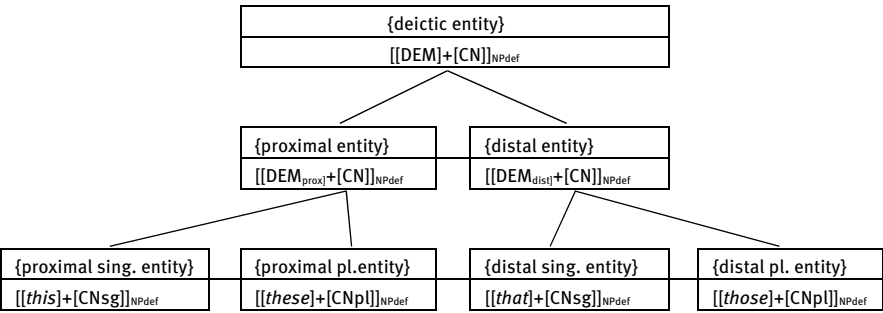 {deictic entity}
[[DEM]+[CN]]NPdef
{proximal entity}
{distal entity}
[[DEMprox]+[CN]]NPdef
[[DEMdist]+[CN]]NPdef
{proximal sing. entity}
{proximal pl.entity}
{distal sing. entity}
{distal pl. entity}
[[this]+[CNsg]]NPdef
[[these]+[CNpl]]NPdef
[[that]+[CNsg]]NPdef
[[those]+[CNpl]]NPdef